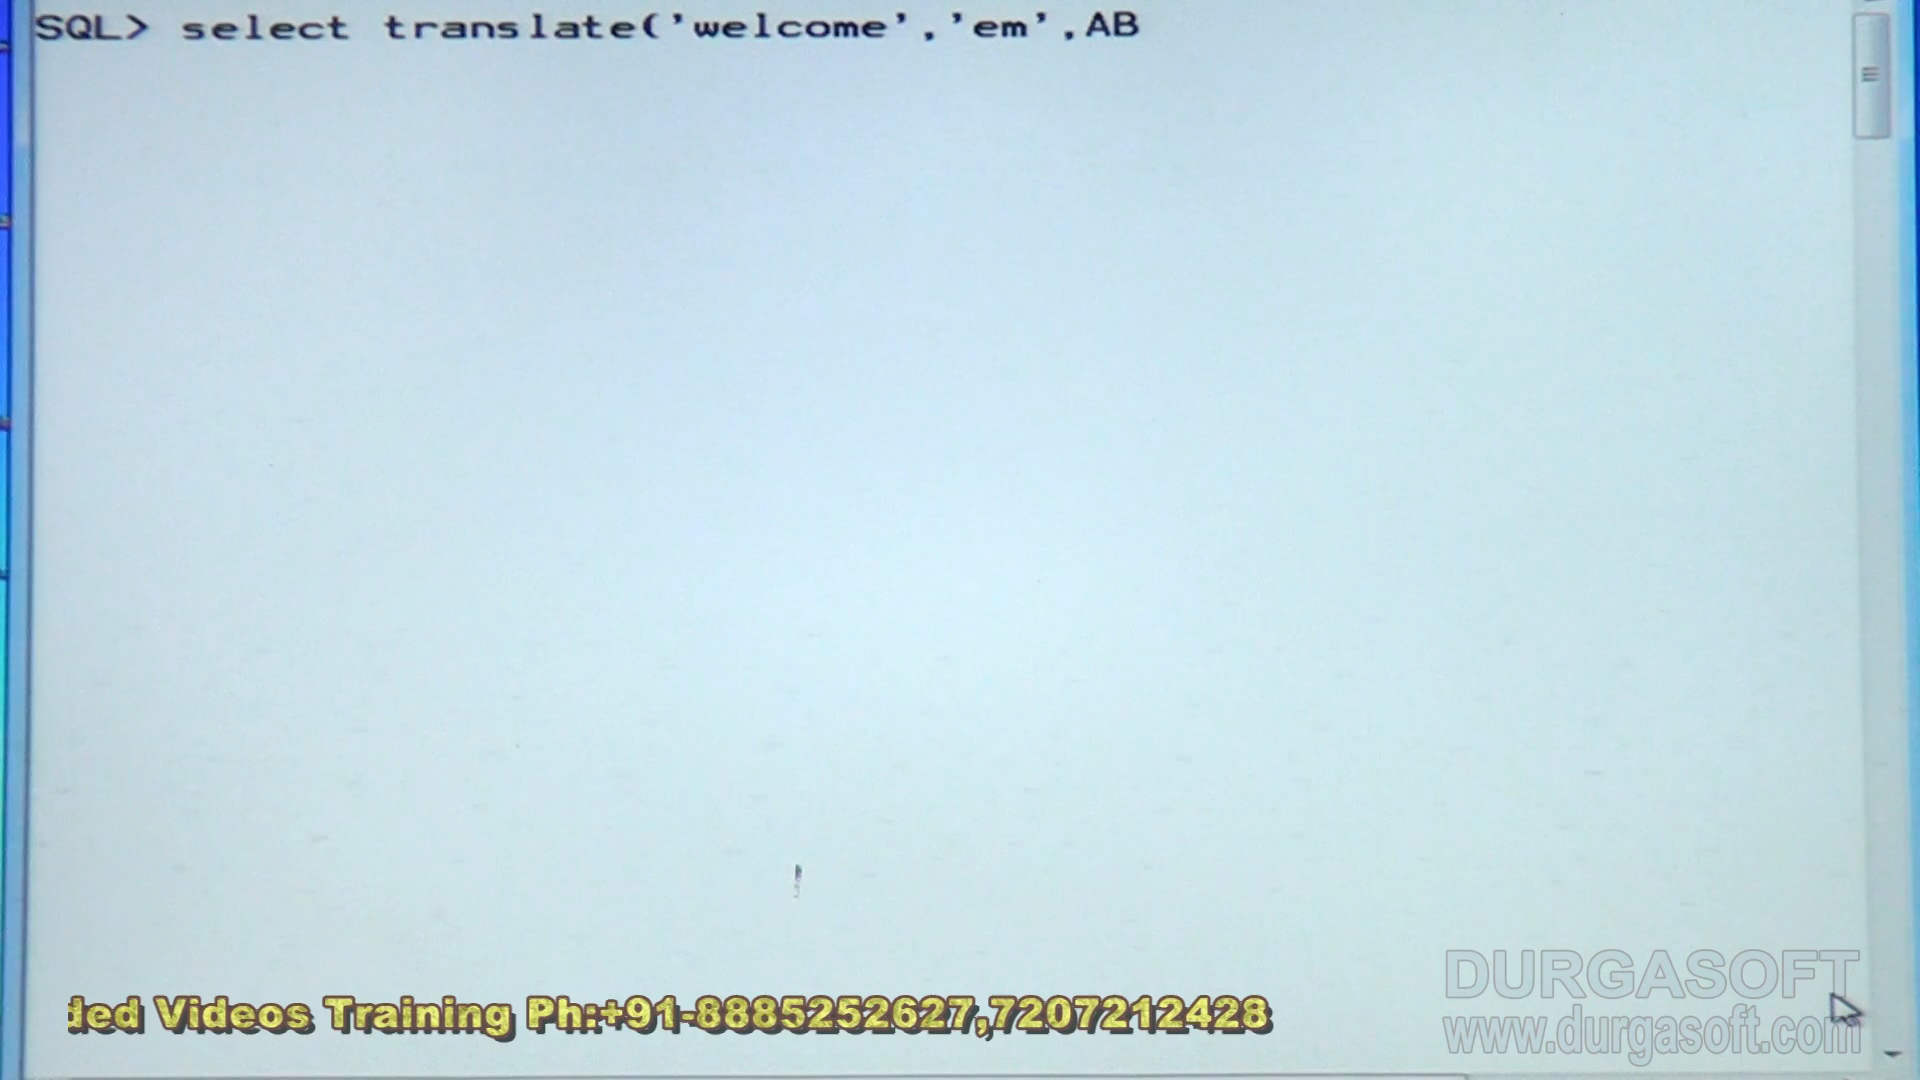 SQL> select translate('welcome','em',AB
ded Videos Training Ph:+91-8885252627,7207212428
DURGASOFT
www.durgasoft.com